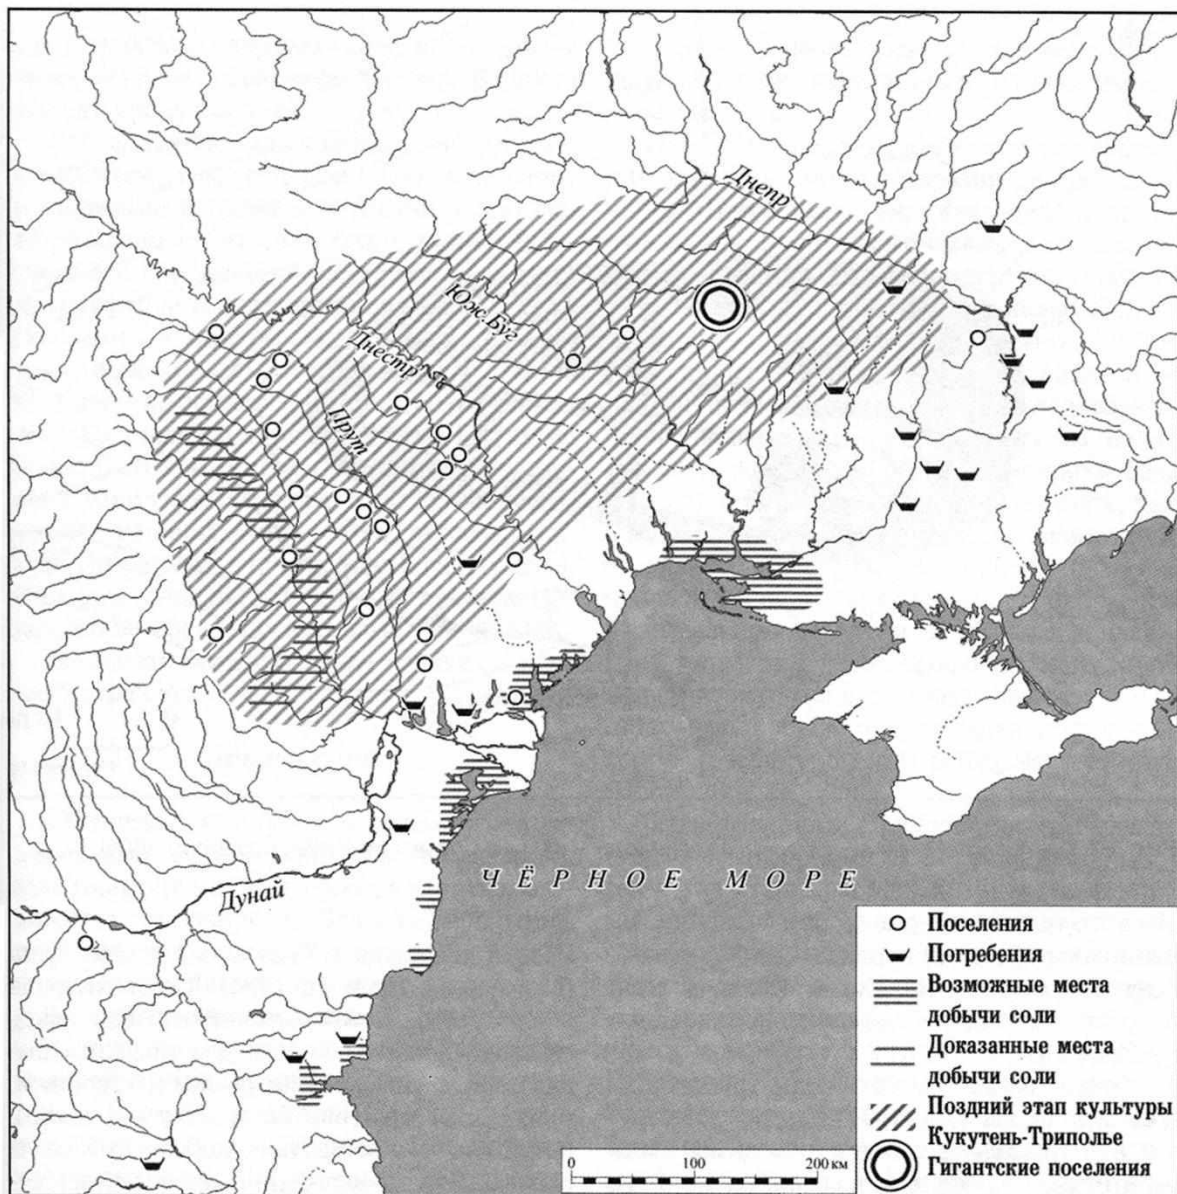 Днепр
Юж.Буг
Днестр
Прут
ЧЁРНОЕ МОРЕ
Дунай
Поселения
Погребения
Возможные места
добычи соли
Доказанные места
добычи соли
Поздний этап культуры
Кукутень-Триполье
Гигантские поселения
0 100 200 км